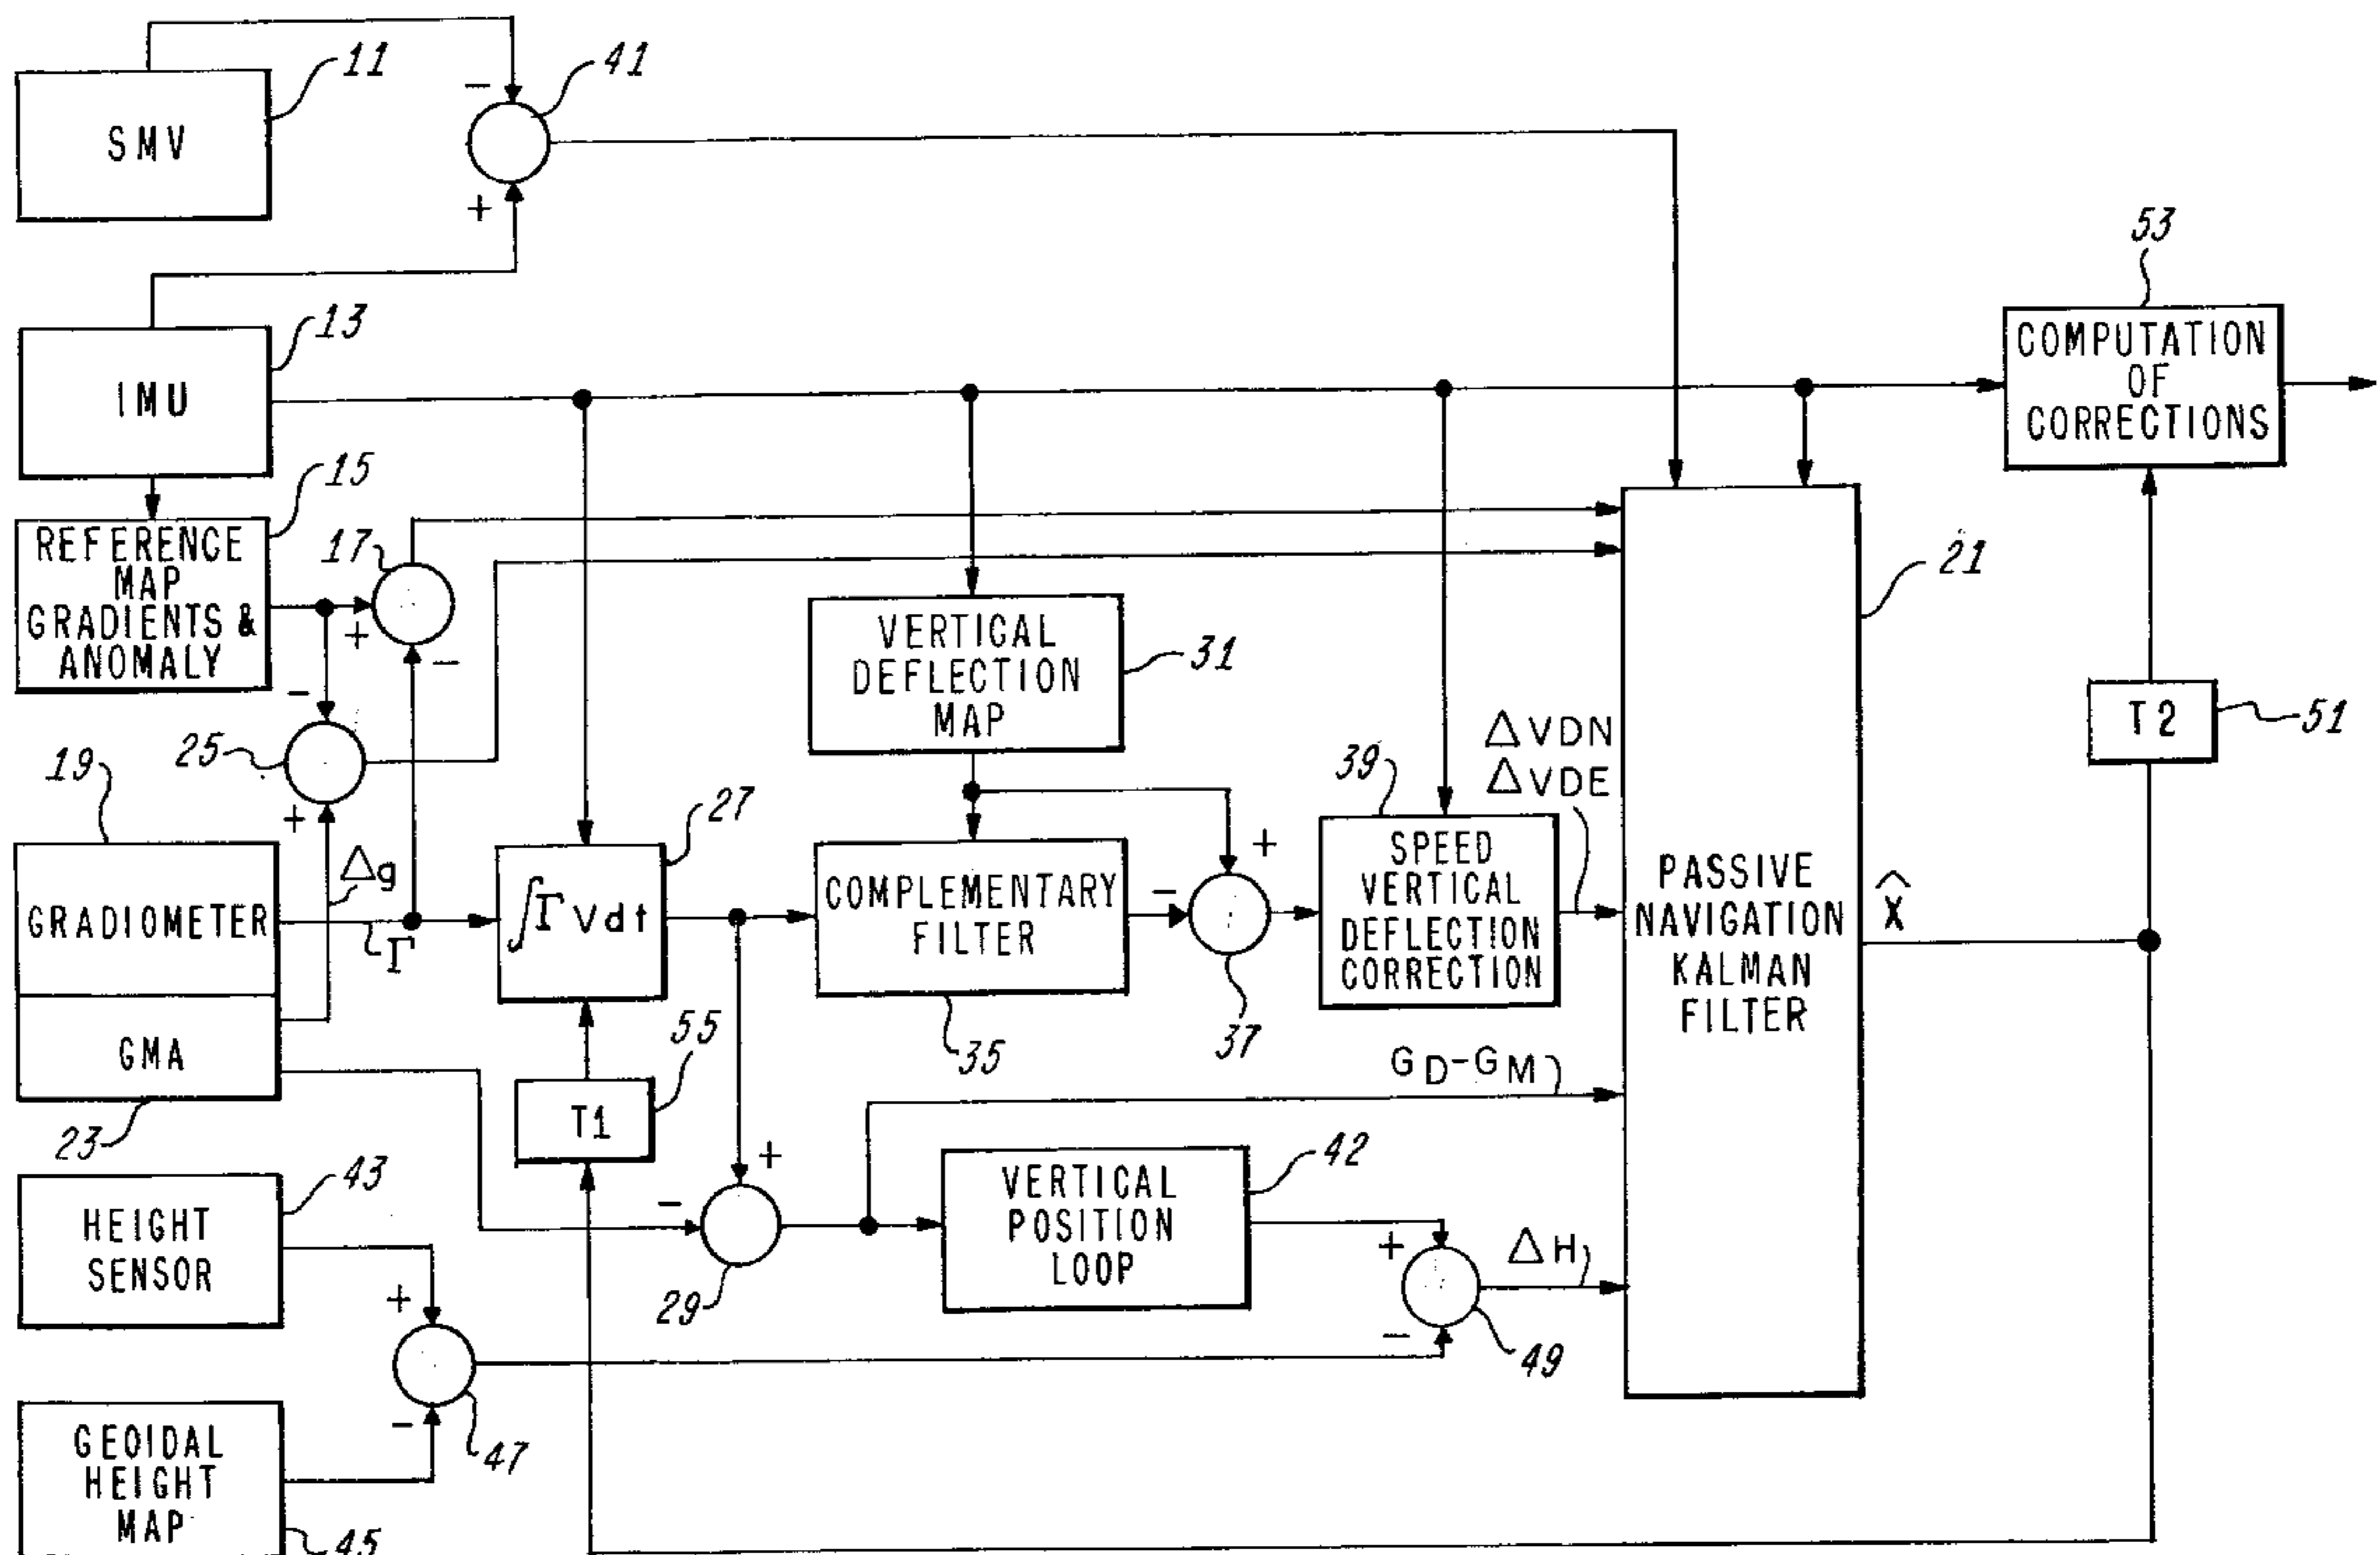 11
SMV
41
−
+
13
IMU
53
COMPUTATION
OF
CORRECTIONS
15
REFERENCE
MAP
GRADIENTS &
ANOMALY
17
+
−
−
21
VERTICAL
DEFLECTION
MAP
31
T2
51
25
+
19
GRADIOMETER
Δg
Γ
GMA
23
27
∫Γ Vdt
COMPLEMENTARY
FILTER
35
+
−
37
39
SPEED
VERTICAL
DEFLECTION
CORRECTION
ΔVDN
ΔVDE
PASSIVE
NAVIGATION
KALMAN
FILTER
X̂
55
T1
GD-GM
+
−
29
42
VERTICAL
POSITION
LOOP
+
−
ΔH
49
43
HEIGHT
SENSOR
+
−
47
GEOIDAL
HEIGHT
MAP
45